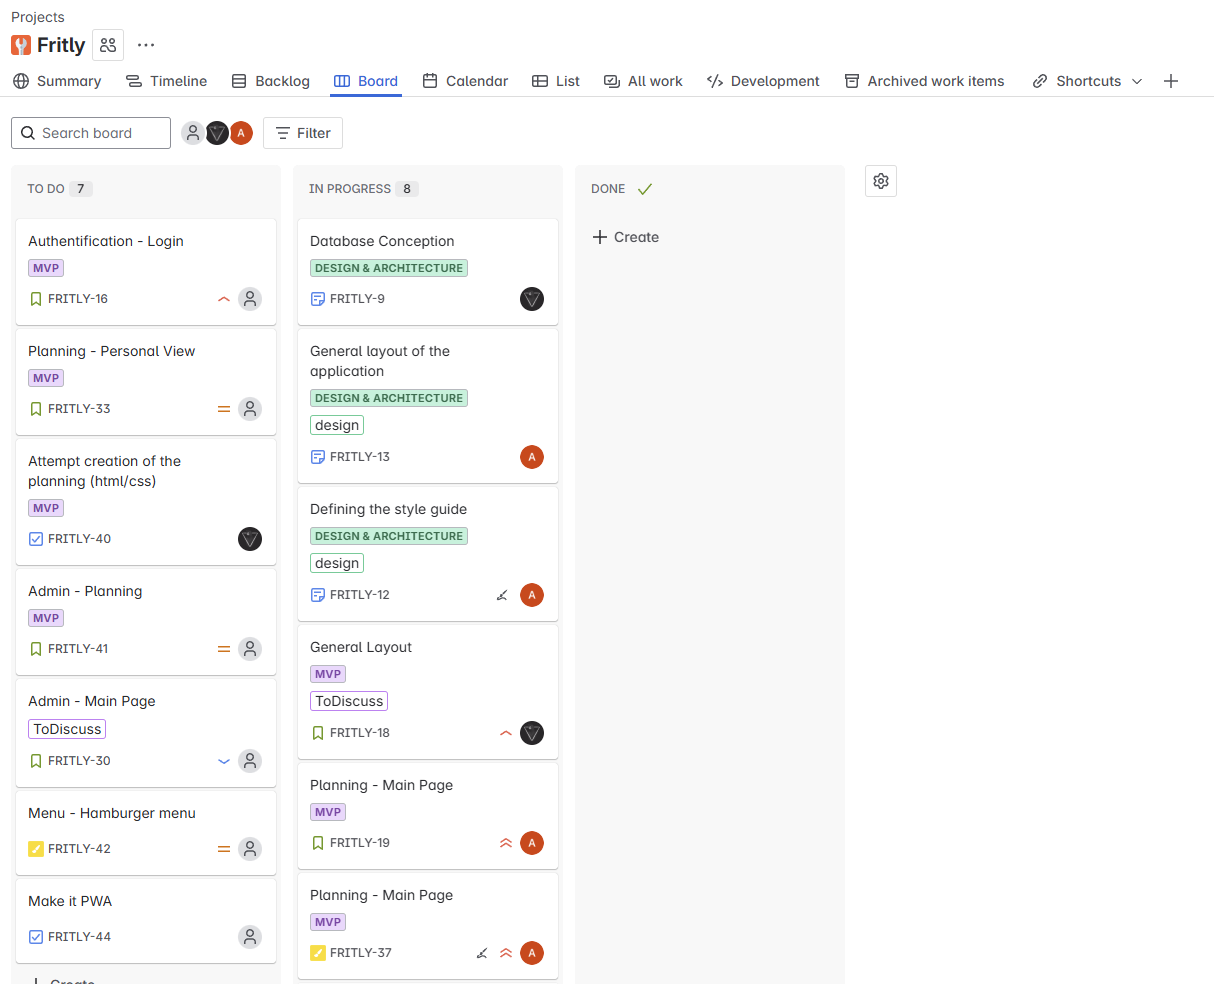 Projects
Fritly
Summary
Timeline
Backlog
Board
Calendar
List
All work
Development
Archived work items
Shortcuts
Search board
A
Filter
TO DO 7
Authentification - Login
MVP
FRITLY-16
Planning - Personal View
MVP
FRITLY-33
Attempt creation of the
planning (html/css)
MVP
FRITLY-40
Admin - Planning
MVP
FRITLY-41
Admin - Main Page
ToDiscuss
FRITLY-30
Menu - Hamburger menu
FRITLY-42
Make it PWA
FRITLY-44
Create
IN PROGRESS 8
Database Conception
DESIGN & ARCHITECTURE
FRITLY-9
General layout of the
application
DESIGN & ARCHITECTURE
design
FRITLY-13 A
Defining the style guide
DESIGN & ARCHITECTURE
design
FRITLY-12 A
General Layout
MVP
ToDiscuss
FRITLY-18
Planning - Main Page
MVP
FRITLY-19 A
Planning - Main Page
MVP
FRITLY-37 A
DONE
Create